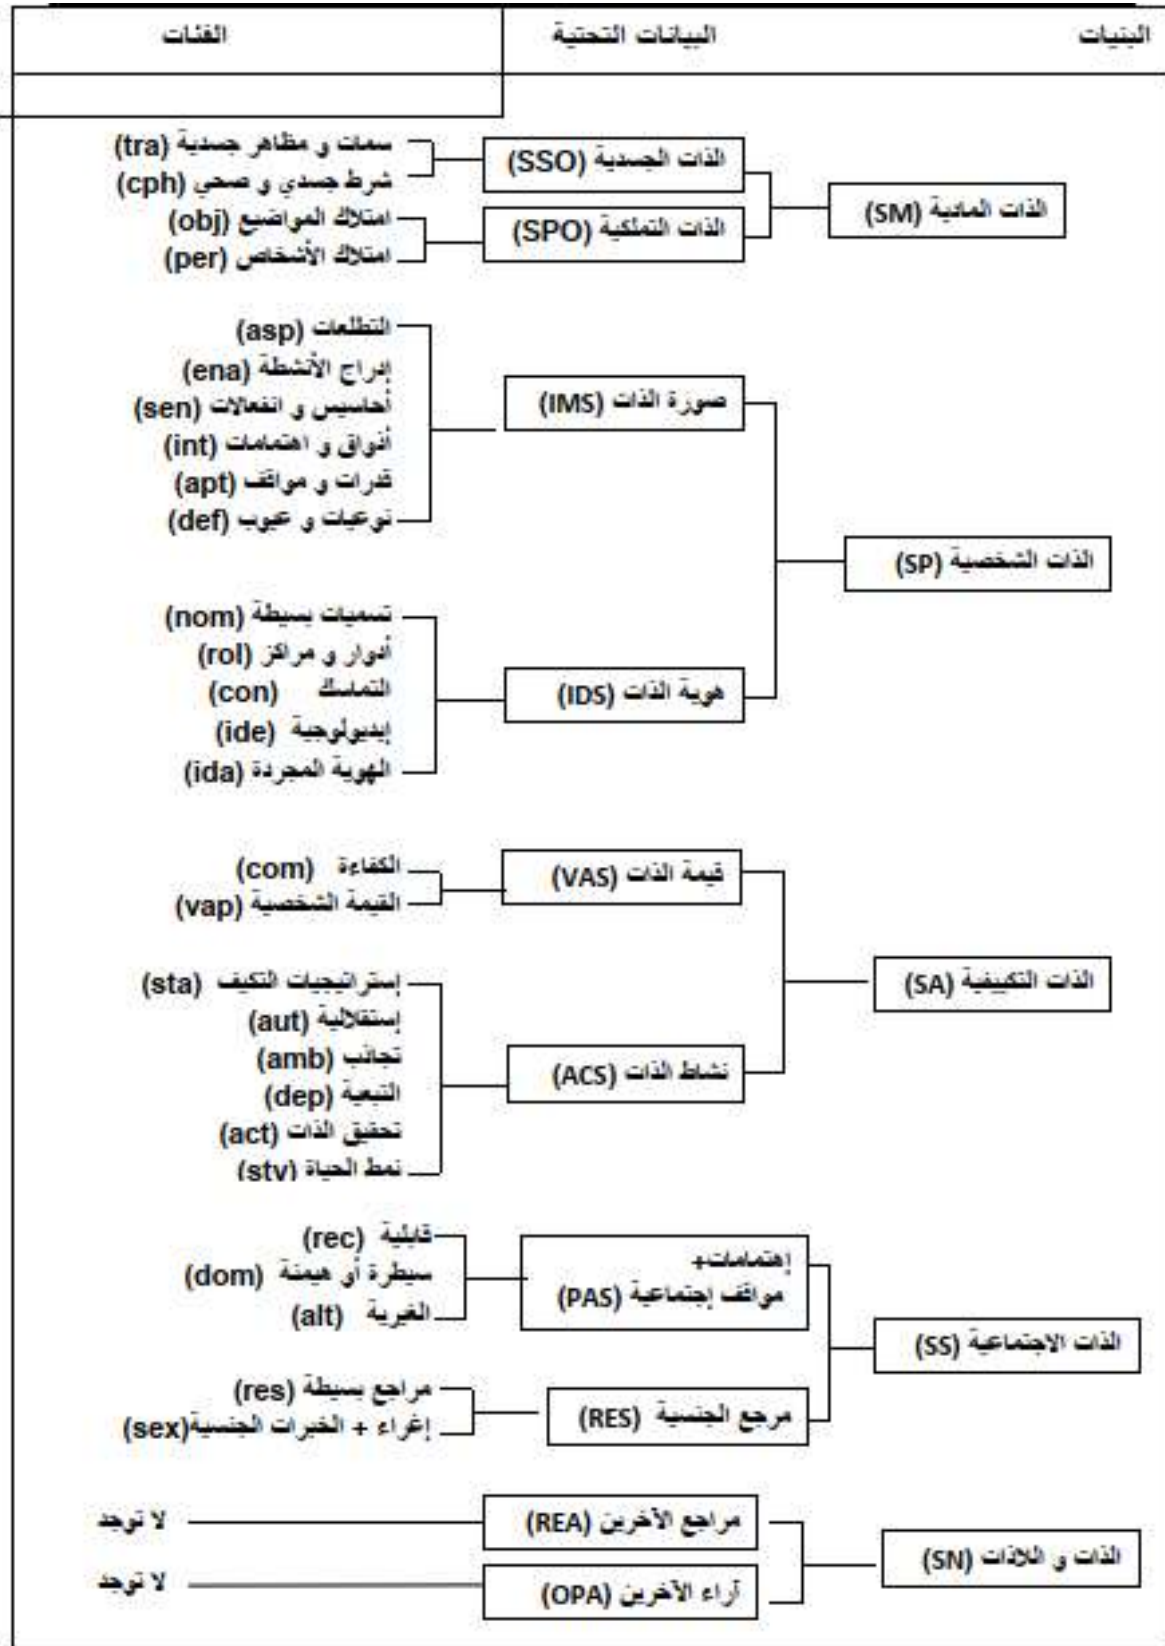 البنيات البيانات التحتية الفئات
سمات و مظاهر جسدية (tra)
شرط جسدي و صحي (cph)
الذات الجسدية (SSO)
امتلاك المواضيع (obj)
امتلاك الأشخاص (per)
الذات التملكية (SPO)
الذات المادية (SM)
التطلعات (asp)
إدراج الأنشطة (ena)
أحاسيس و انفعالات (sen)
أذواق و اهتمامات (int)
قدرات و مواقف (apt)
نوعيات و عيوب (def)
صورة الذات (IMS)
الذات الشخصية (SP)
تسميات بسيطة (nom)
أدوار و مراكز (rol)
التماسك (con)
إيديولوجية (ide)
الهوية المجردة (ida)
هوية الذات (IDS)
الكفاءة (com)
القيمة الشخصية (vap)
قيمة الذات (VAS)
الذات التكييفية (SA)
إستراتيجيات التكيف (sta)
إستقلالية (aut)
تجاذب (amb)
التبعية (dep)
تحقيق الذات (act)
نمط الحياة (stv)
نشاط الذات (ACS)
قابلية (rec)
سيطرة أو هيمنة (dom)
الغيرية (alt)
إهتمامات+
مواقف إجتماعية (PAS)
الذات الاجتماعية (SS)
مراجع بسيطة (res)
إغراء + الخبرات الجنسية(sex)
مرجع الجنسية (RES)
مراجع الآخرين (REA)
لا توجد
الذات و اللاذات (SN)
آراء الآخرين (OPA)
لا توجد